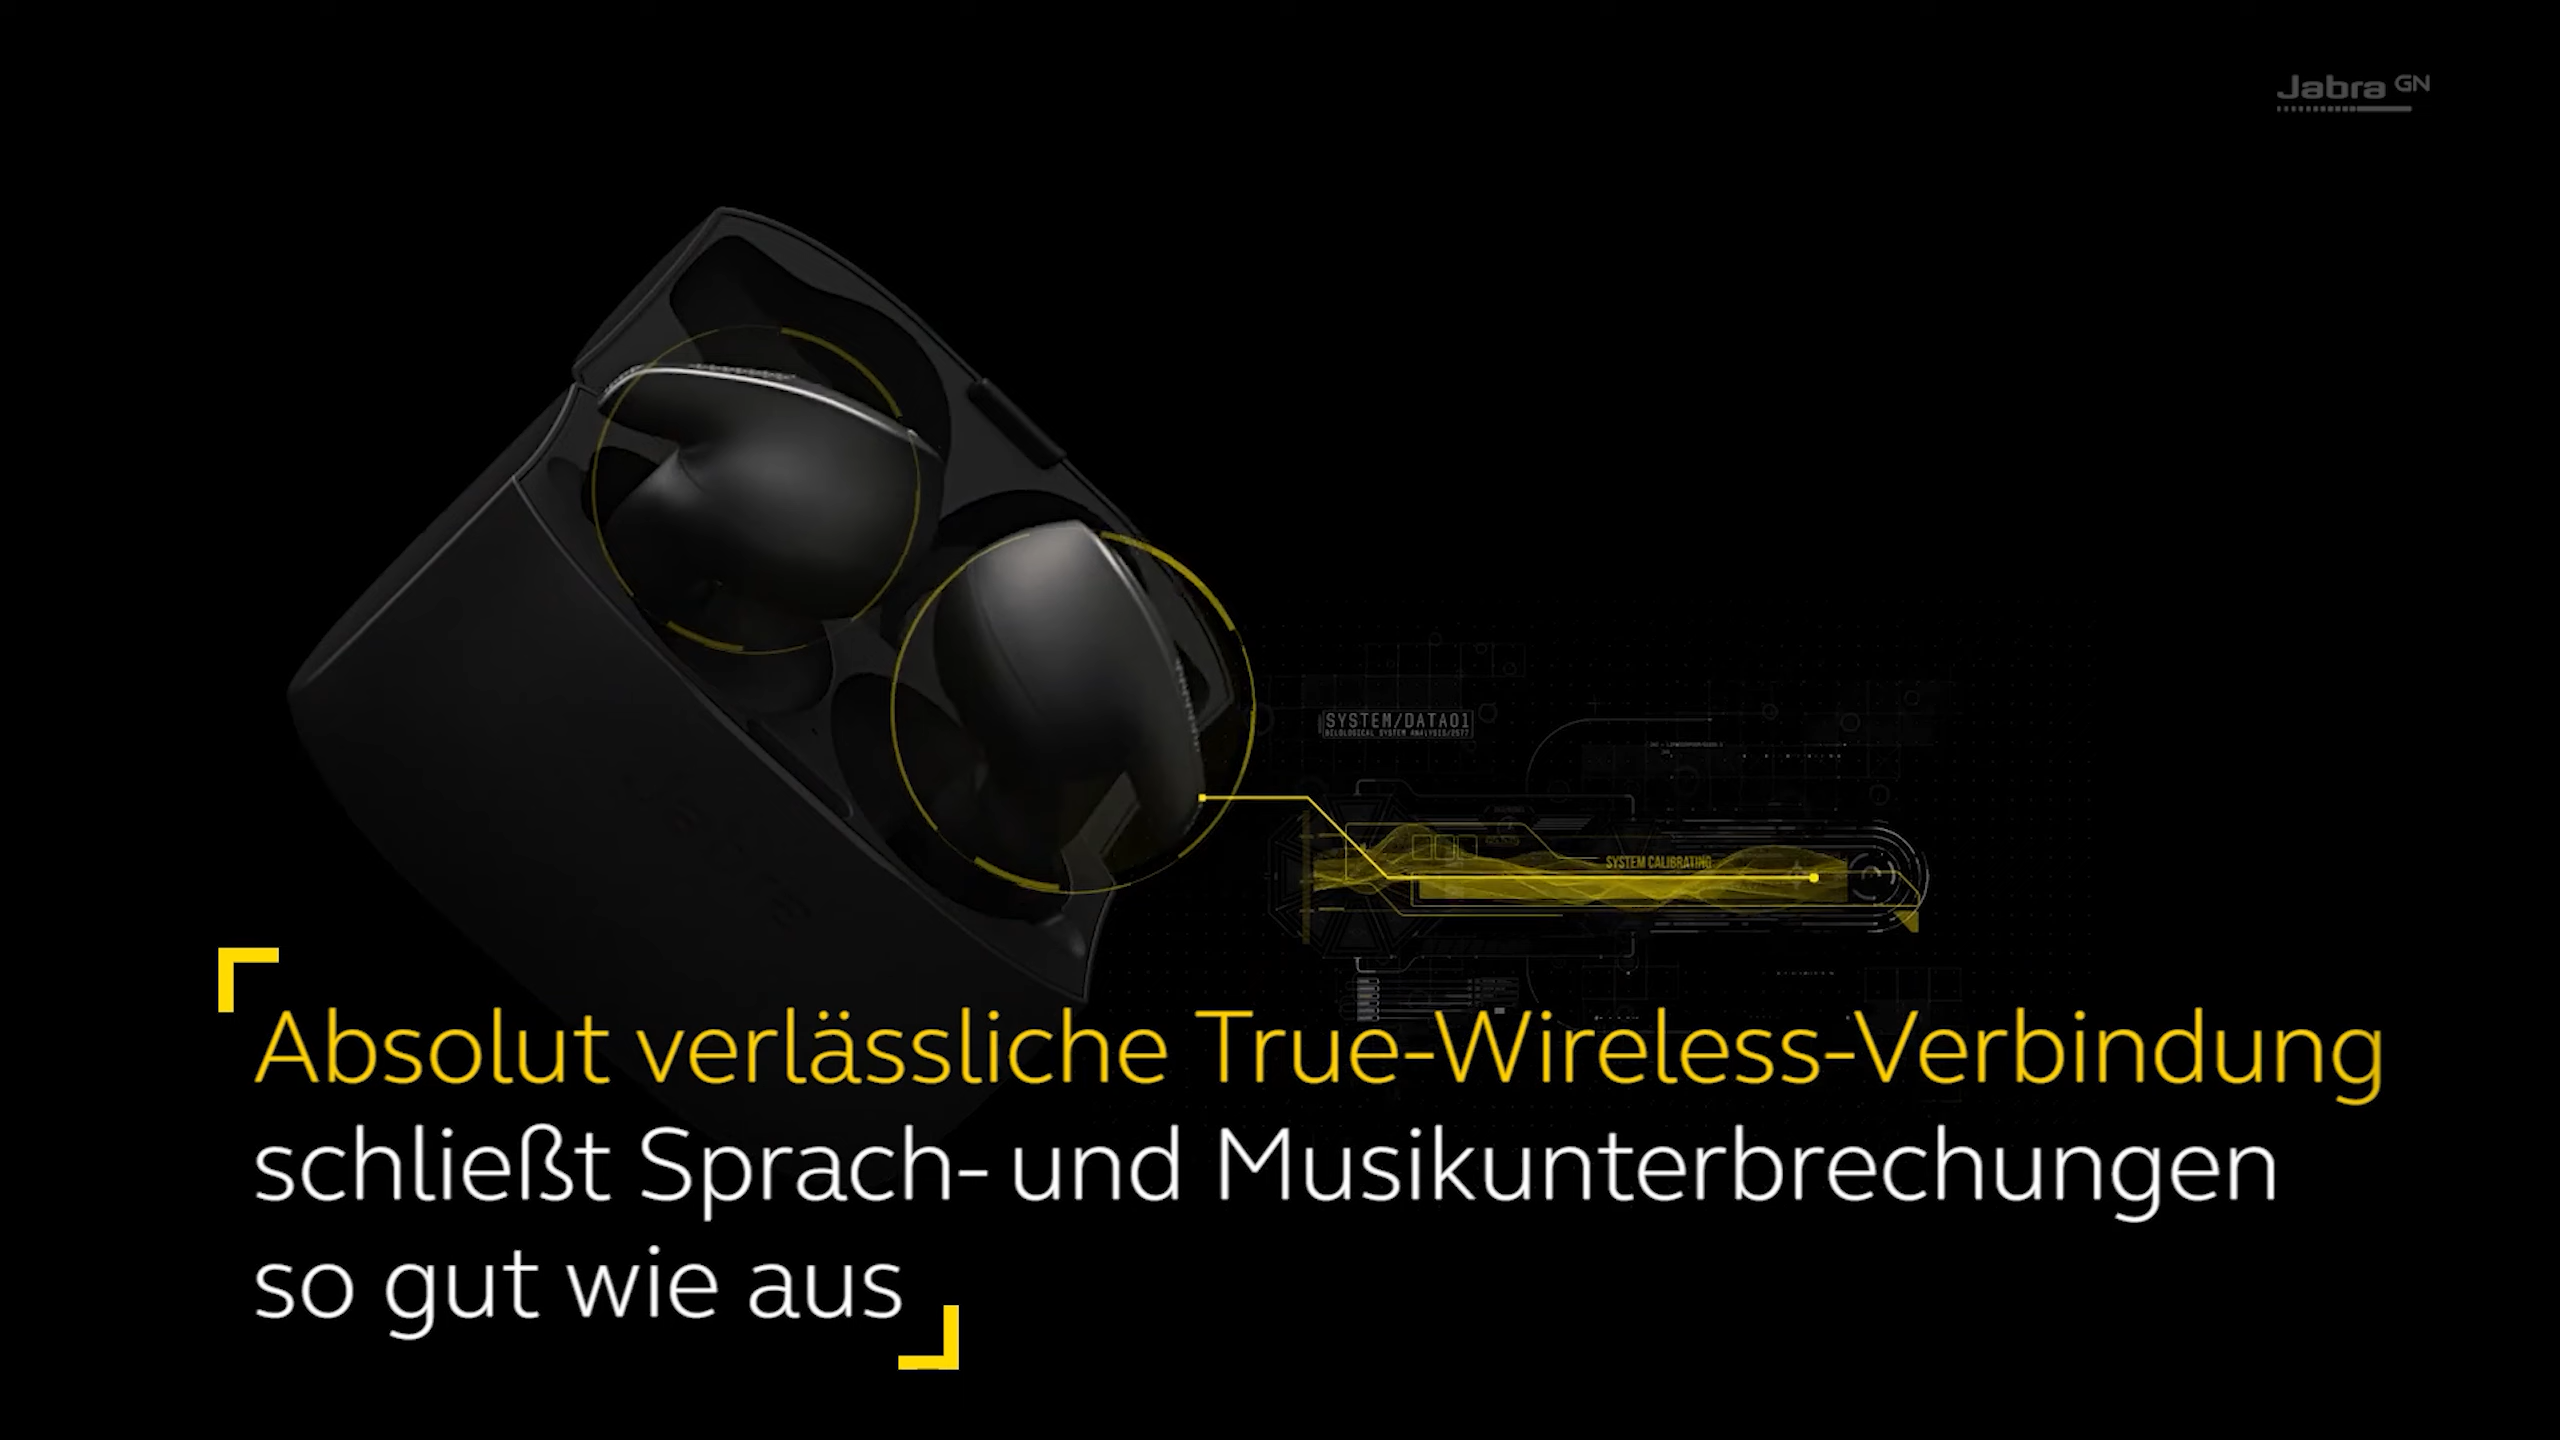 Jabra GN
SYSTEM/DATA01
SYSTEM CALIBRATING
Absolut verlässliche True-Wireless-Verbindung
schließt Sprach- und Musikunterbrechungen
so gut wie aus